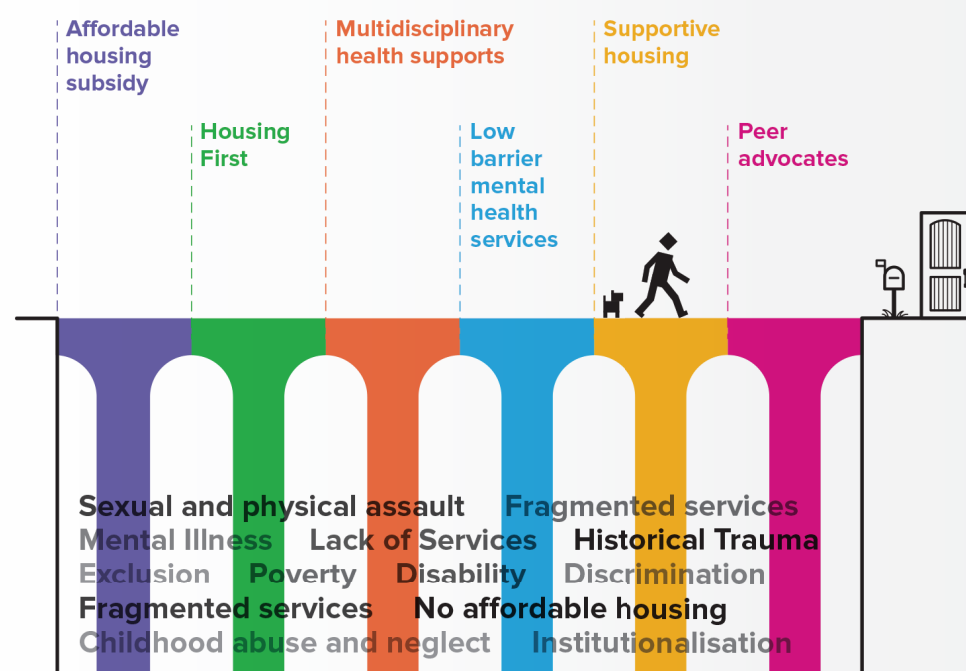 Affordable
housing
subsidy
Multidisciplinary
health supports
Supportive
housing
Housing
First
Low
barrier
mental
health
services
Peer
advocates
Sexual and physical assault Fragmented services
Mental Illness Lack of Services Historical Trauma
Exclusion Poverty Disability Discrimination
Fragmented services No affordable housing
Childhood abuse and neglect Institutionalisation